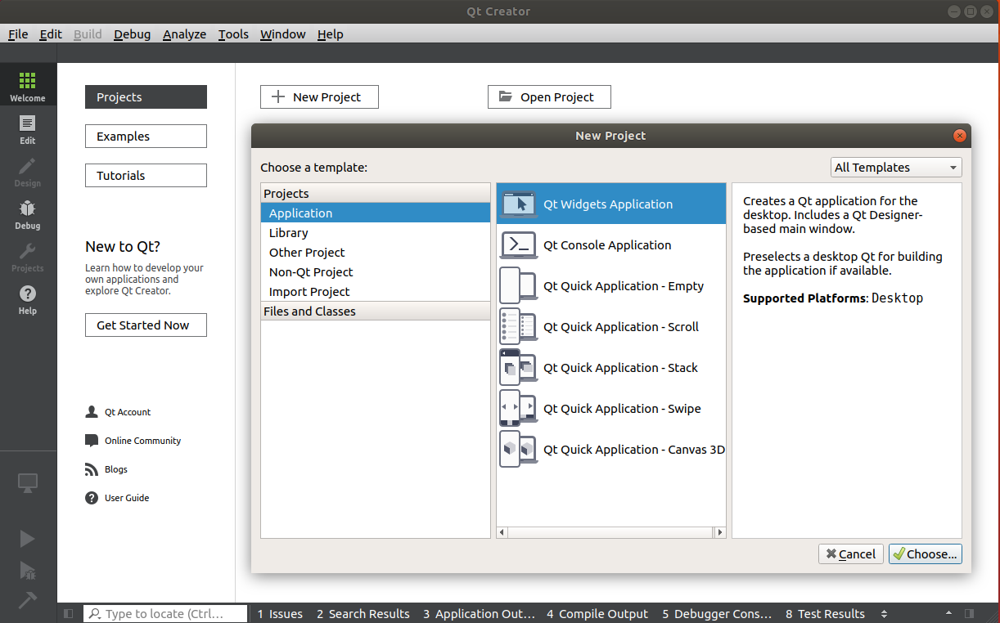 Qt Creator
File Edit Build Debug Analyze Tools Window Help
Welcome
Edit
Design
Debug
Projects
Help
Projects
Examples
Tutorials
New to Qt?
Learn how to develop your
own applications and
explore Qt Creator.
Get Started Now
Qt Account
Online Community
Blogs
User Guide
New Project
Open Project
New Project
Choose a template:
All Templates
Projects
Application
Library
Other Project
Non-Qt Project
Import Project
Files and Classes
Qt Widgets Application
Qt Console Application
Qt Quick Application - Empty
Qt Quick Application - Scroll
Qt Quick Application - Stack
Qt Quick Application - Swipe
Qt Quick Application - Canvas 3D
Creates a Qt application for the
desktop. Includes a Qt Designer-
based main window.
Preselects a desktop Qt for building
the application if available.
Supported Platforms: Desktop
Cancel
Choose...
Type to locate (Ctrl...
1 Issues 2 Search Results 3 Application Out... 4 Compile Output 5 Debugger Cons... 8 Test Results